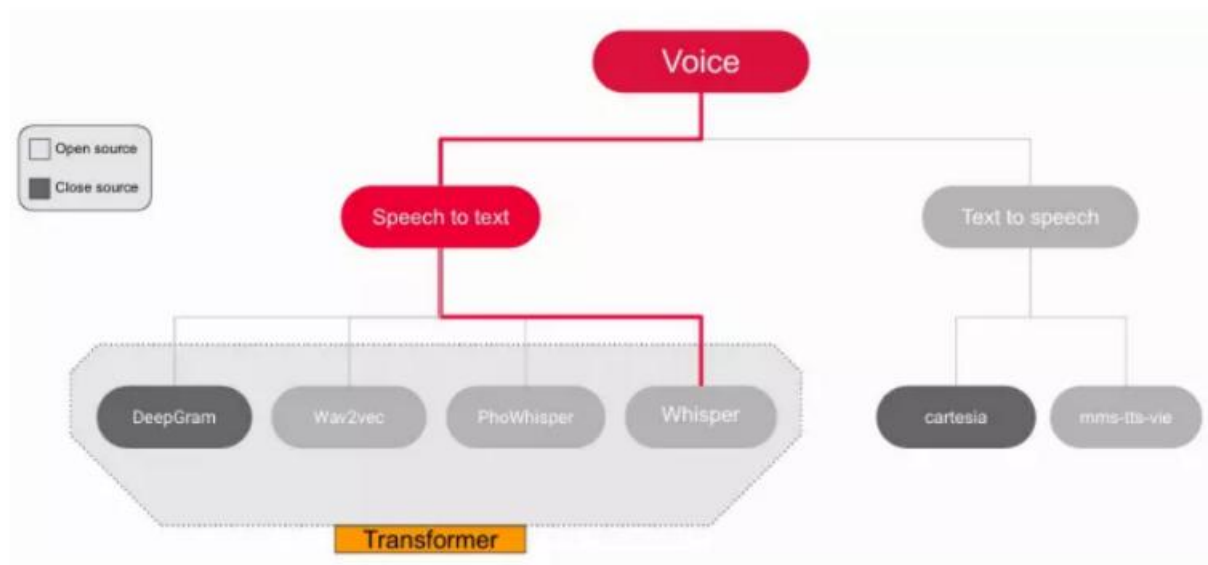 Voice
Open source
Close source
Speech to text
Text to speech
DeepGram
Wav2vec
PhoWhisper
Whisper
cartesia
mms-tts-vie
Transformer